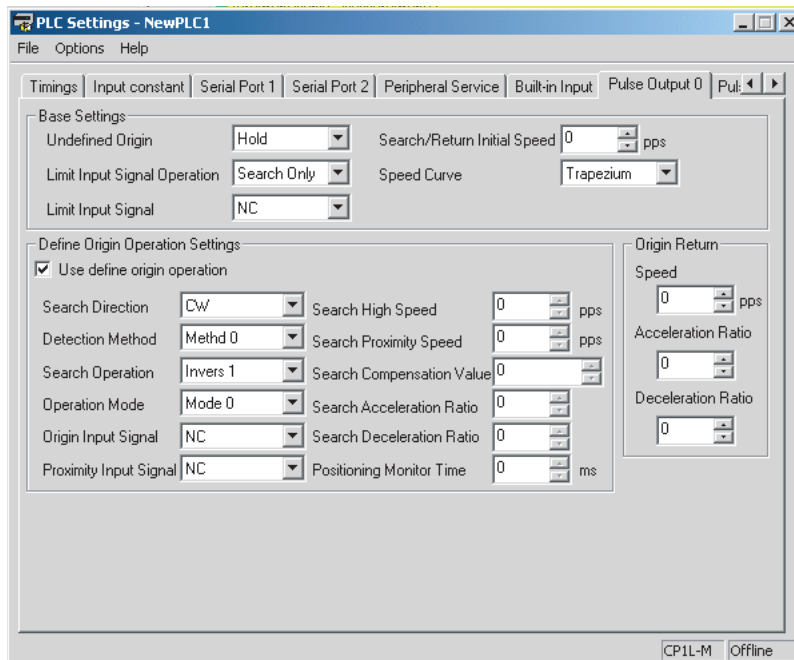 PLC Settings - NewPLC1
File Options Help
Timings Input constant Serial Port 1 Serial Port 2 Peripheral Service Built-in Input Pulse Output 0 Pul
Base Settings
Undefined Origin Hold Search/Return Initial Speed 0 pps
Limit Input Signal Operation Search Only Speed Curve Trapezium
Limit Input Signal NC
Define Origin Operation Settings
Use define origin operation
Search Direction CW Search High Speed 0 pps
Detection Method Methd 0 Search Proximity Speed 0 pps
Search Operation Invers 1 Search Compensation Value 0
Operation Mode Mode 0 Search Acceleration Ratio 0
Origin Input Signal NC Search Deceleration Ratio 0
Proximity Input Signal NC Positioning Monitor Time 0 ms
Origin Return
Speed
0 pps
Acceleration Ratio
0
Deceleration Ratio
0
CP1L-M Offline